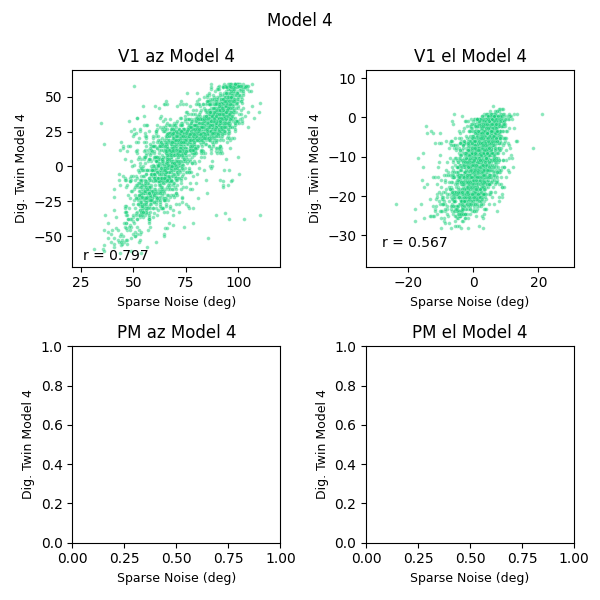 Model 4
V1 az Model 4
V1 el Model 4
Dig. Twin Model 4
50
25
0
−25
−50
r = 0.797
25
50
75
100
Sparse Noise (deg)
Dig. Twin Model 4
10
0
−10
−20
−30
r = 0.567
−20
0
20
Sparse Noise (deg)
PM az Model 4
PM el Model 4
Dig. Twin Model 4
1.0
0.8
0.6
0.4
0.2
0.0
0.00
0.25
0.50
0.75
1.00
Sparse Noise (deg)
Dig. Twin Model 4
1.0
0.8
0.6
0.4
0.2
0.0
0.00
0.25
0.50
0.75
1.00
Sparse Noise (deg)